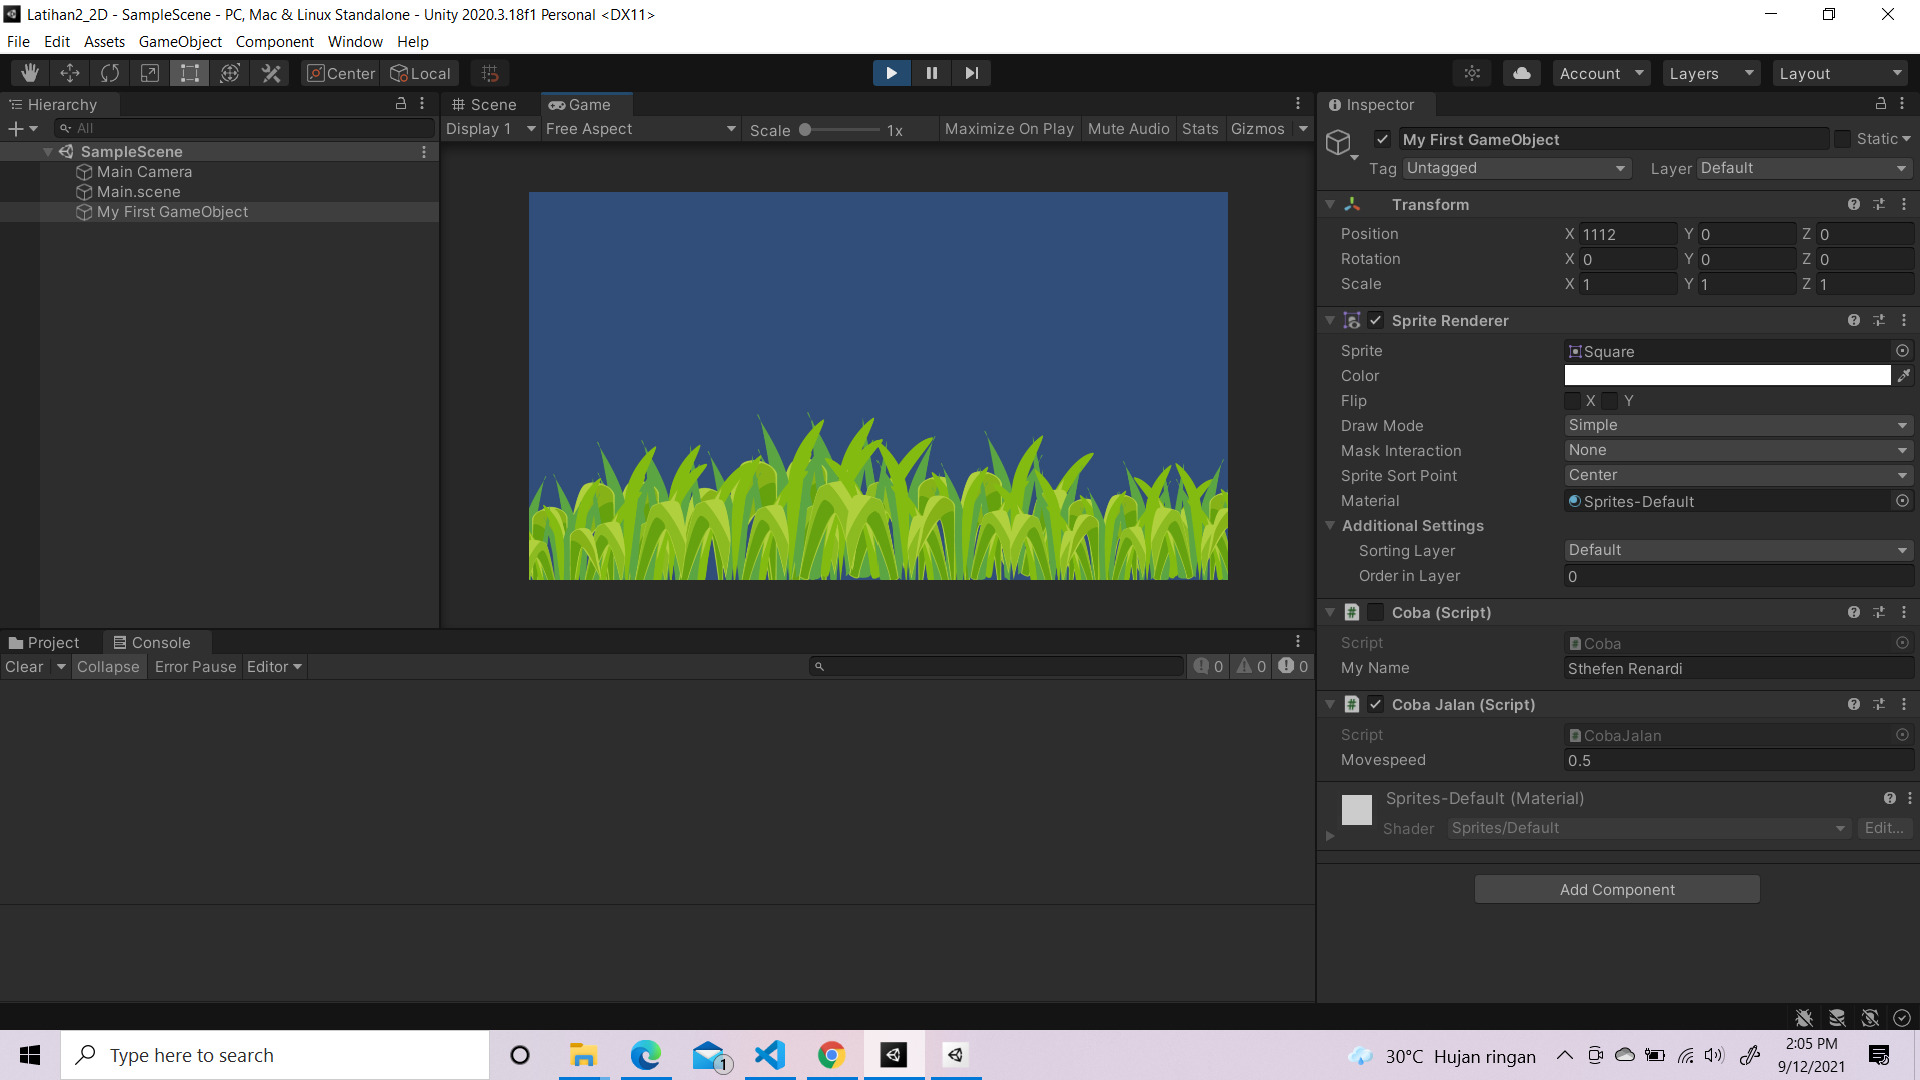 Latihan2_2D - SampleScene - PC, Mac & Linux Standalone - Unity 2020.3.18f1 Personal <DX11>
File Edit Assets GameObject Component Window Help
Center Local Account Layers Layout
Hierarchy
All
SampleScene
Main Camera
Main.scene
My First GameObject
Scene Game
Display 1 Free Aspect Scale 1x Maximize On Play Mute Audio Stats Gizmos
Project Console
Clear Collapse Error Pause Editor 0 0 0
Inspector
My First GameObject Static
Tag Untagged Layer Default
Transform
Position X 1112 Y 0 Z 0
Rotation X 0 Y 0 Z 0
Scale X 1 Y 1 Z 1
Sprite Renderer
Sprite Square
Color
Flip X Y
Draw Mode Simple
Mask Interaction None
Sprite Sort Point Center
Material Sprites-Default
Additional Settings
Sorting Layer Default
Order in Layer 0
Coba (Script)
Script Coba
My Name Sthefen Renardi
Coba Jalan (Script)
Script CobaJalan
Movespeed 0.5
Sprites-Default (Material)
Shader Sprites/Default Edit...
Add Component
Type here to search 1 30°C Hujan ringan 2:05 PM
9/12/2021